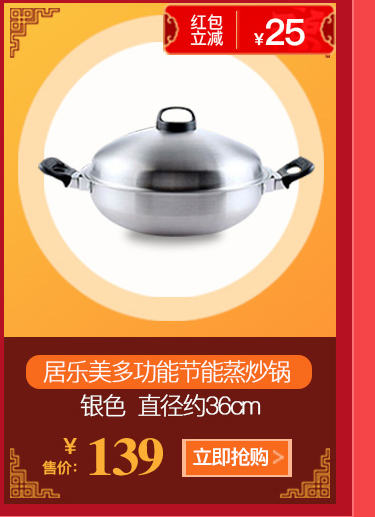 红包
立减
¥25
居乐美多功能节能蒸炒锅
银色 直径约36cm
¥
售价:
139
立即抢购>